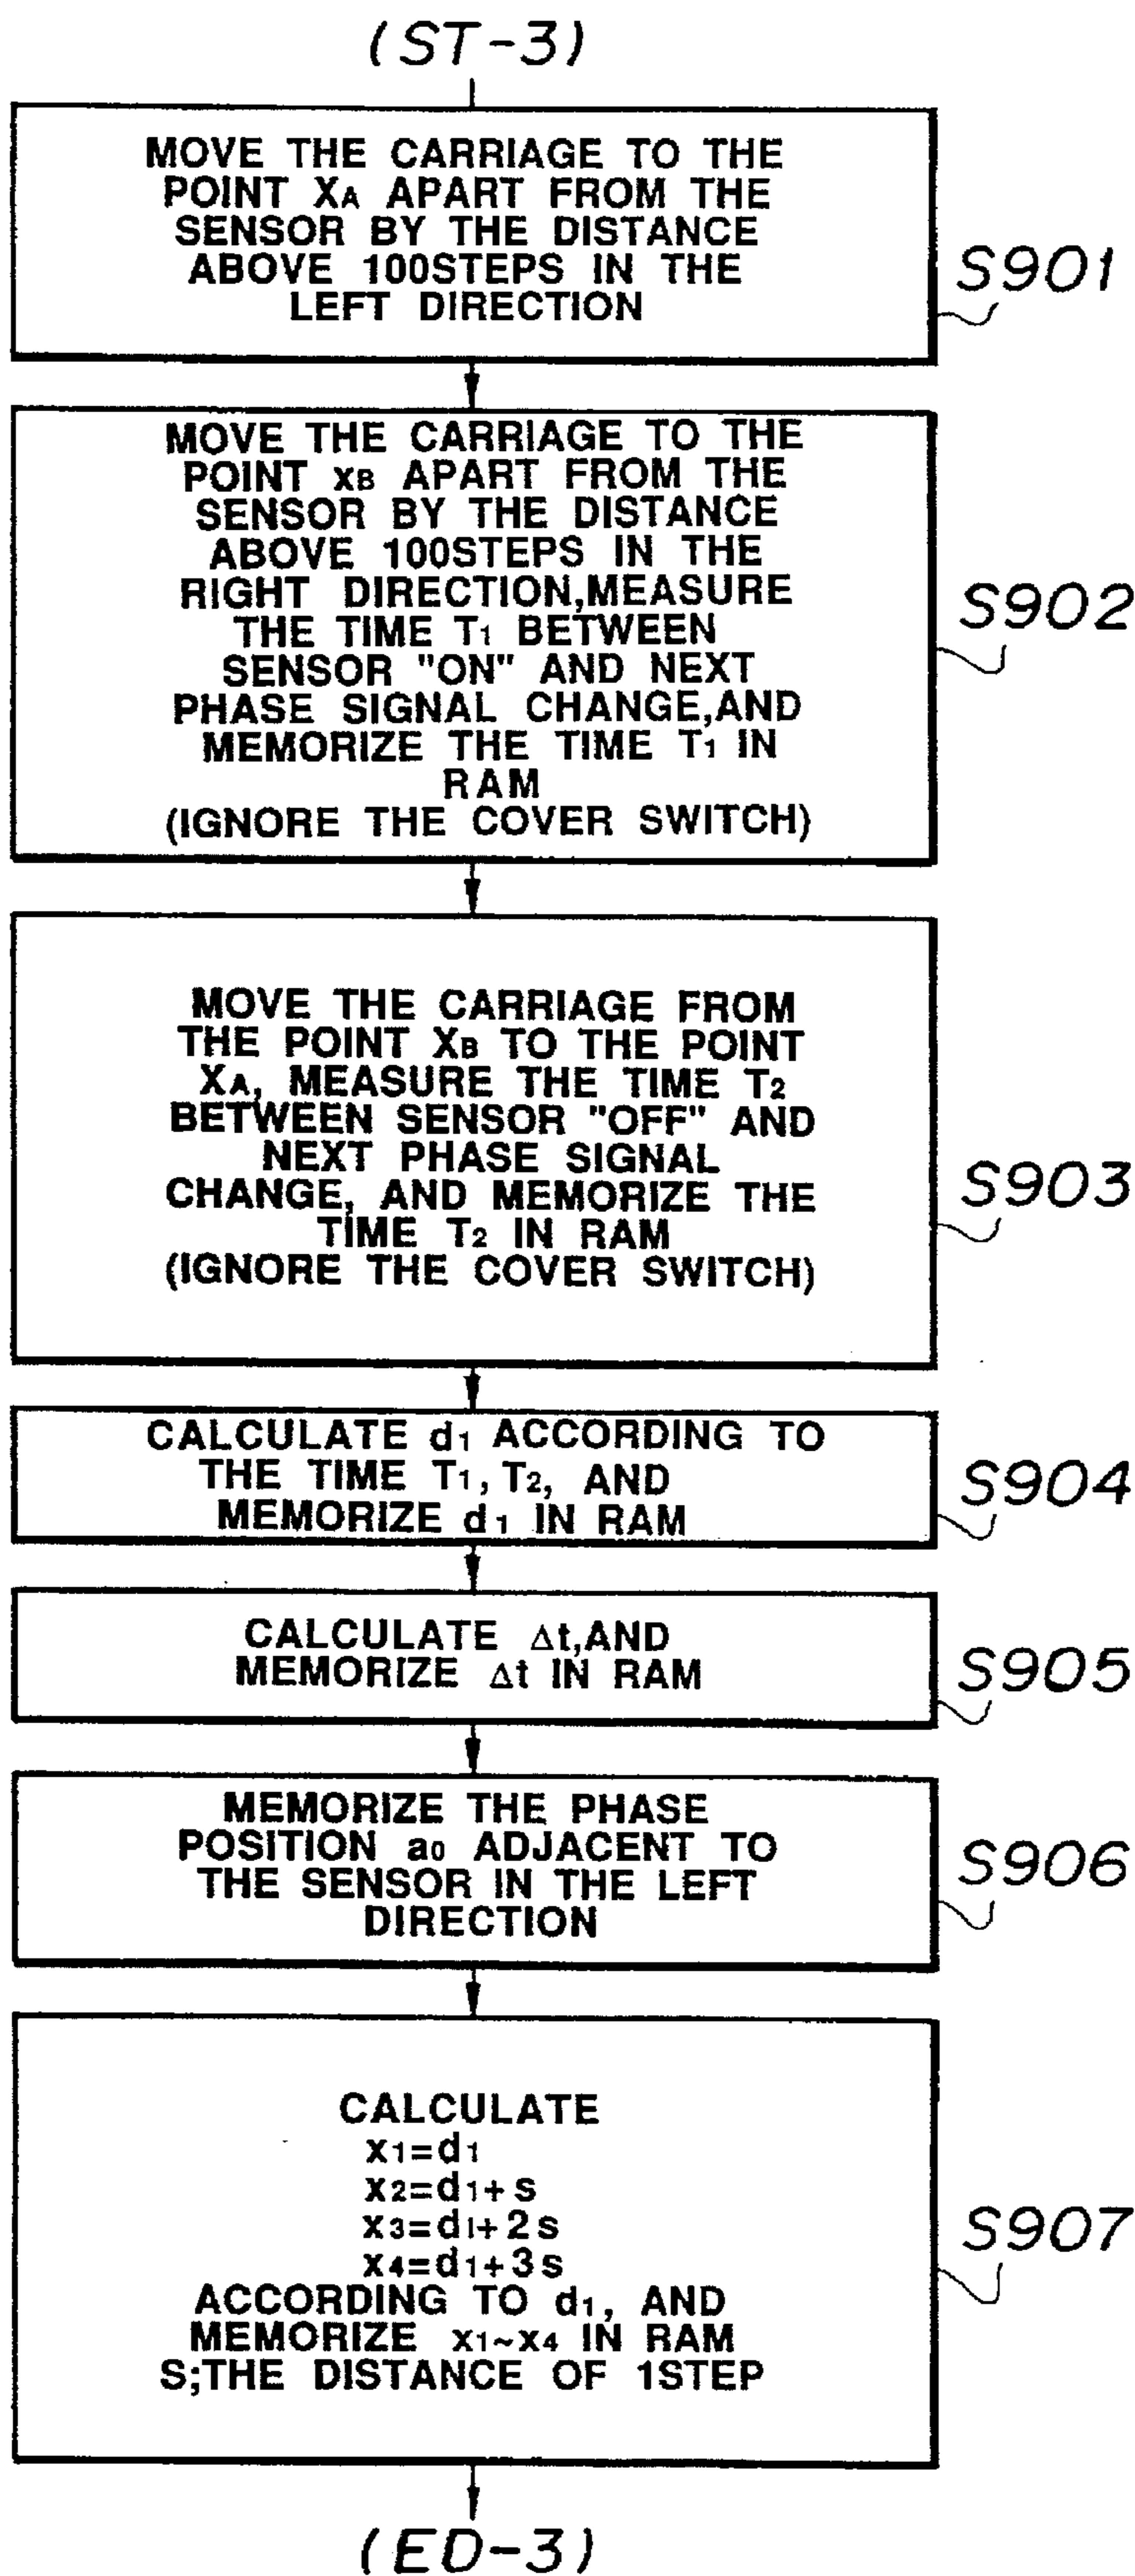 (ST-3)
MOVE THE CARRIAGE TO THE
POINT XA APART FROM THE
SENSOR BY THE DISTANCE
ABOVE 100STEPS IN THE
LEFT DIRECTION
S901
MOVE THE CARRIAGE TO THE
POINT XB APART FROM THE
SENSOR BY THE DISTANCE
ABOVE 100STEPS IN THE
RIGHT DIRECTION,MEASURE
THE TIME T1 BETWEEN
SENSOR "ON" AND NEXT
PHASE SIGNAL CHANGE,AND
MEMORIZE THE TIME T1 IN
RAM
(IGNORE THE COVER SWITCH)
S902
MOVE THE CARRIAGE FROM
THE POINT XB TO THE POINT
XA, MEASURE THE TIME T2
BETWEEN SENSOR "OFF" AND
NEXT PHASE SIGNAL
CHANGE, AND MEMORIZE THE
TIME T2 IN RAM
(IGNORE THE COVER SWITCH)
S903
CALCULATE d1 ACCORDING TO
THE TIME T1, T2, AND
MEMORIZE d1 IN RAM
S904
CALCULATE Δt,AND
MEMORIZE Δt IN RAM
S905
MEMORIZE THE PHASE
POSITION a0 ADJACENT TO
THE SENSOR IN THE LEFT
DIRECTION
S906
CALCULATE
x1=d1
x2=d1+s
x3=d1+2s
x4=d1+3s
ACCORDING TO d1, AND
MEMORIZE x1~x4 IN RAM
S;THE DISTANCE OF 1STEP
S907
(ED-3)